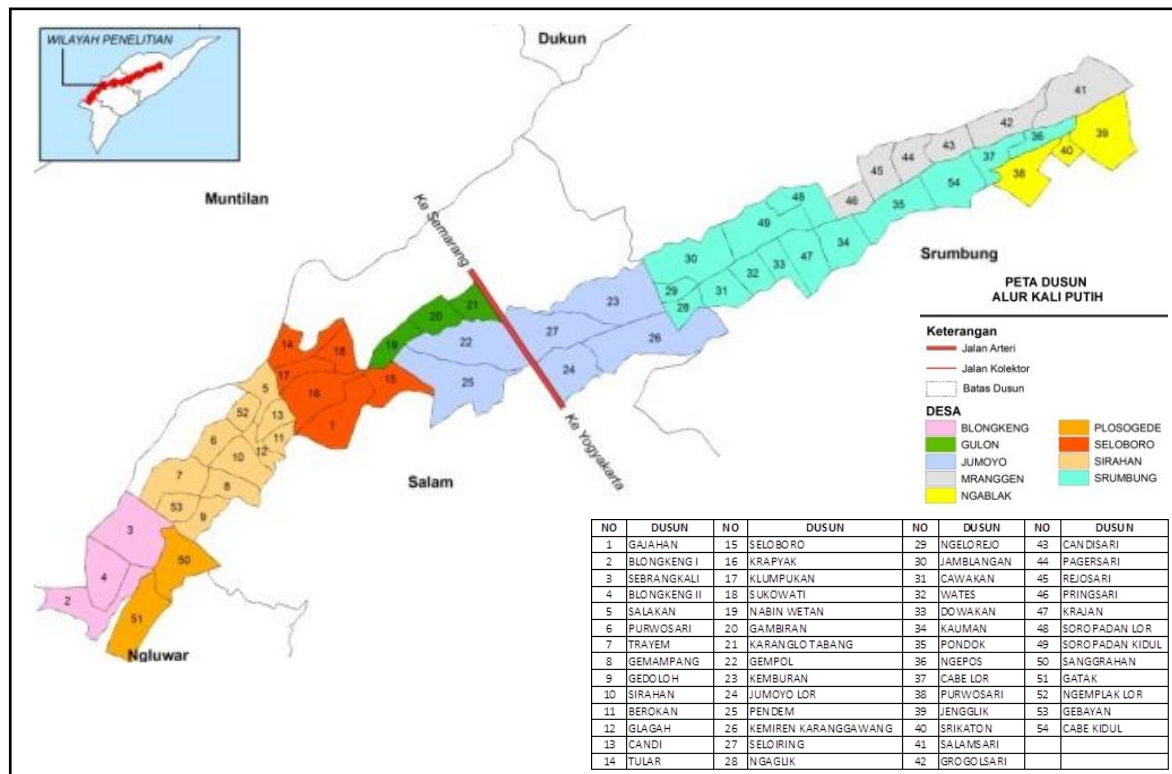 WILAYAH PENELITIAN
Dukun
Muntilan
Ke Semarang
Ke Yogyakarta
Srumbung
Salam
Ngluwar
41
42
39
36
43
40
37
44
38
45
54
46
35
48
49
34
47
30
33
32
31
29
28
23
21
20
27
26
22
19
24
25
14
18
15
17
16
1
5
52
13
11
6
12
10
7
8
53
9
3
50
4
2
51
PETA DUSUN
ALUR KALI PUTIH
Keterangan
Jalan Arteri
Jalan Kolektor
Batas Dusun
DESA
BLONGKENG PLOSOGEDE
GULON SELOBORO
JUMOYO SIRAHAN
MRANGGEN SRUMBUNG
NGABLAK
NO DUSUN NO DUSUN NO DUSUN NO DUSUN
1 GAJAHAN 15 SELOBORO 29 NGELOREJO 43 CANDISARI
2 BLONGKENG I 16 KRAPYAK 30 JAMBLANGAN 44 PAGERSARI
3 SEBRANGKALI 17 KLUMPUKAN 31 CAWAKAN 45 REJOSARI
4 BLONGKENG II 18 SUKOWATI 32 WATES 46 PRINGSARI
5 SALAKAN 19 NABIN WETAN 33 DOWAKAN 47 KRAJAN
6 PURWOSARI 20 GAMBIRAN 34 KAUMAN 48 SOROPADAN LOR
7 TRAYEM 21 KARANGLO TABANG 35 PONDOK 49 SOROPADAN KIDUL
8 GEMAMPANG 22 GEMPOL 36 NGEPOS 50 SANGGRAHAN
9 GEDOLOH 23 KEMBURAN 37 CABE LOR 51 GATAK
10 SIRAHAN 24 JUMOYO LOR 38 PURWOSARI 52 NGEMPLAK LOR
11 BEROKAN 25 PENDEM 39 JENGGLIK 53 GEBAYAN
12 GLAGAH 26 KEMIREN KARANGGAWANG 40 SRIKATON 54 CABE KIDUL
13 CANDI 27 SELOIRING 41 SALAMSARI
14 TULAR 28 NGAGLIK 42 GROGOLSARI